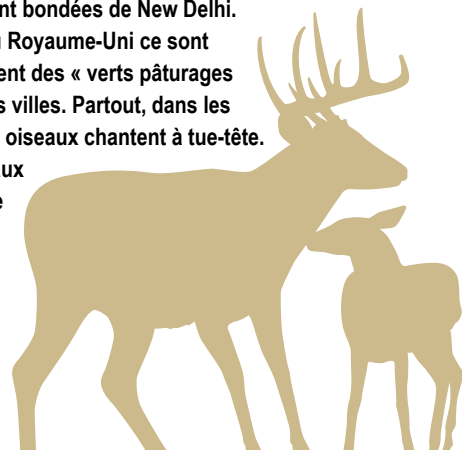 nt bondées de New Delhi.
Royaume-Uni ce sont
ent des « verts pâturages
s villes. Partout, dans les
oiseaux chantent à tue-tête.
ux
e